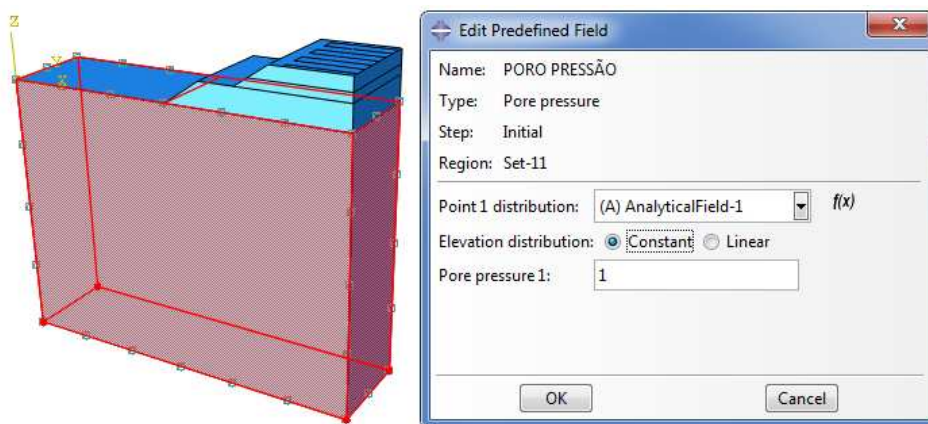 Z
Y
X
Edit Predefined Field
Name: PORO PRESSÃO
Type: Pore pressure
Step: Initial
Region: Set-11
Point 1 distribution: (A) AnalyticalField-1 f(x)
Elevation distribution: Constant Linear
Pore pressure 1: 1
OK Cancel